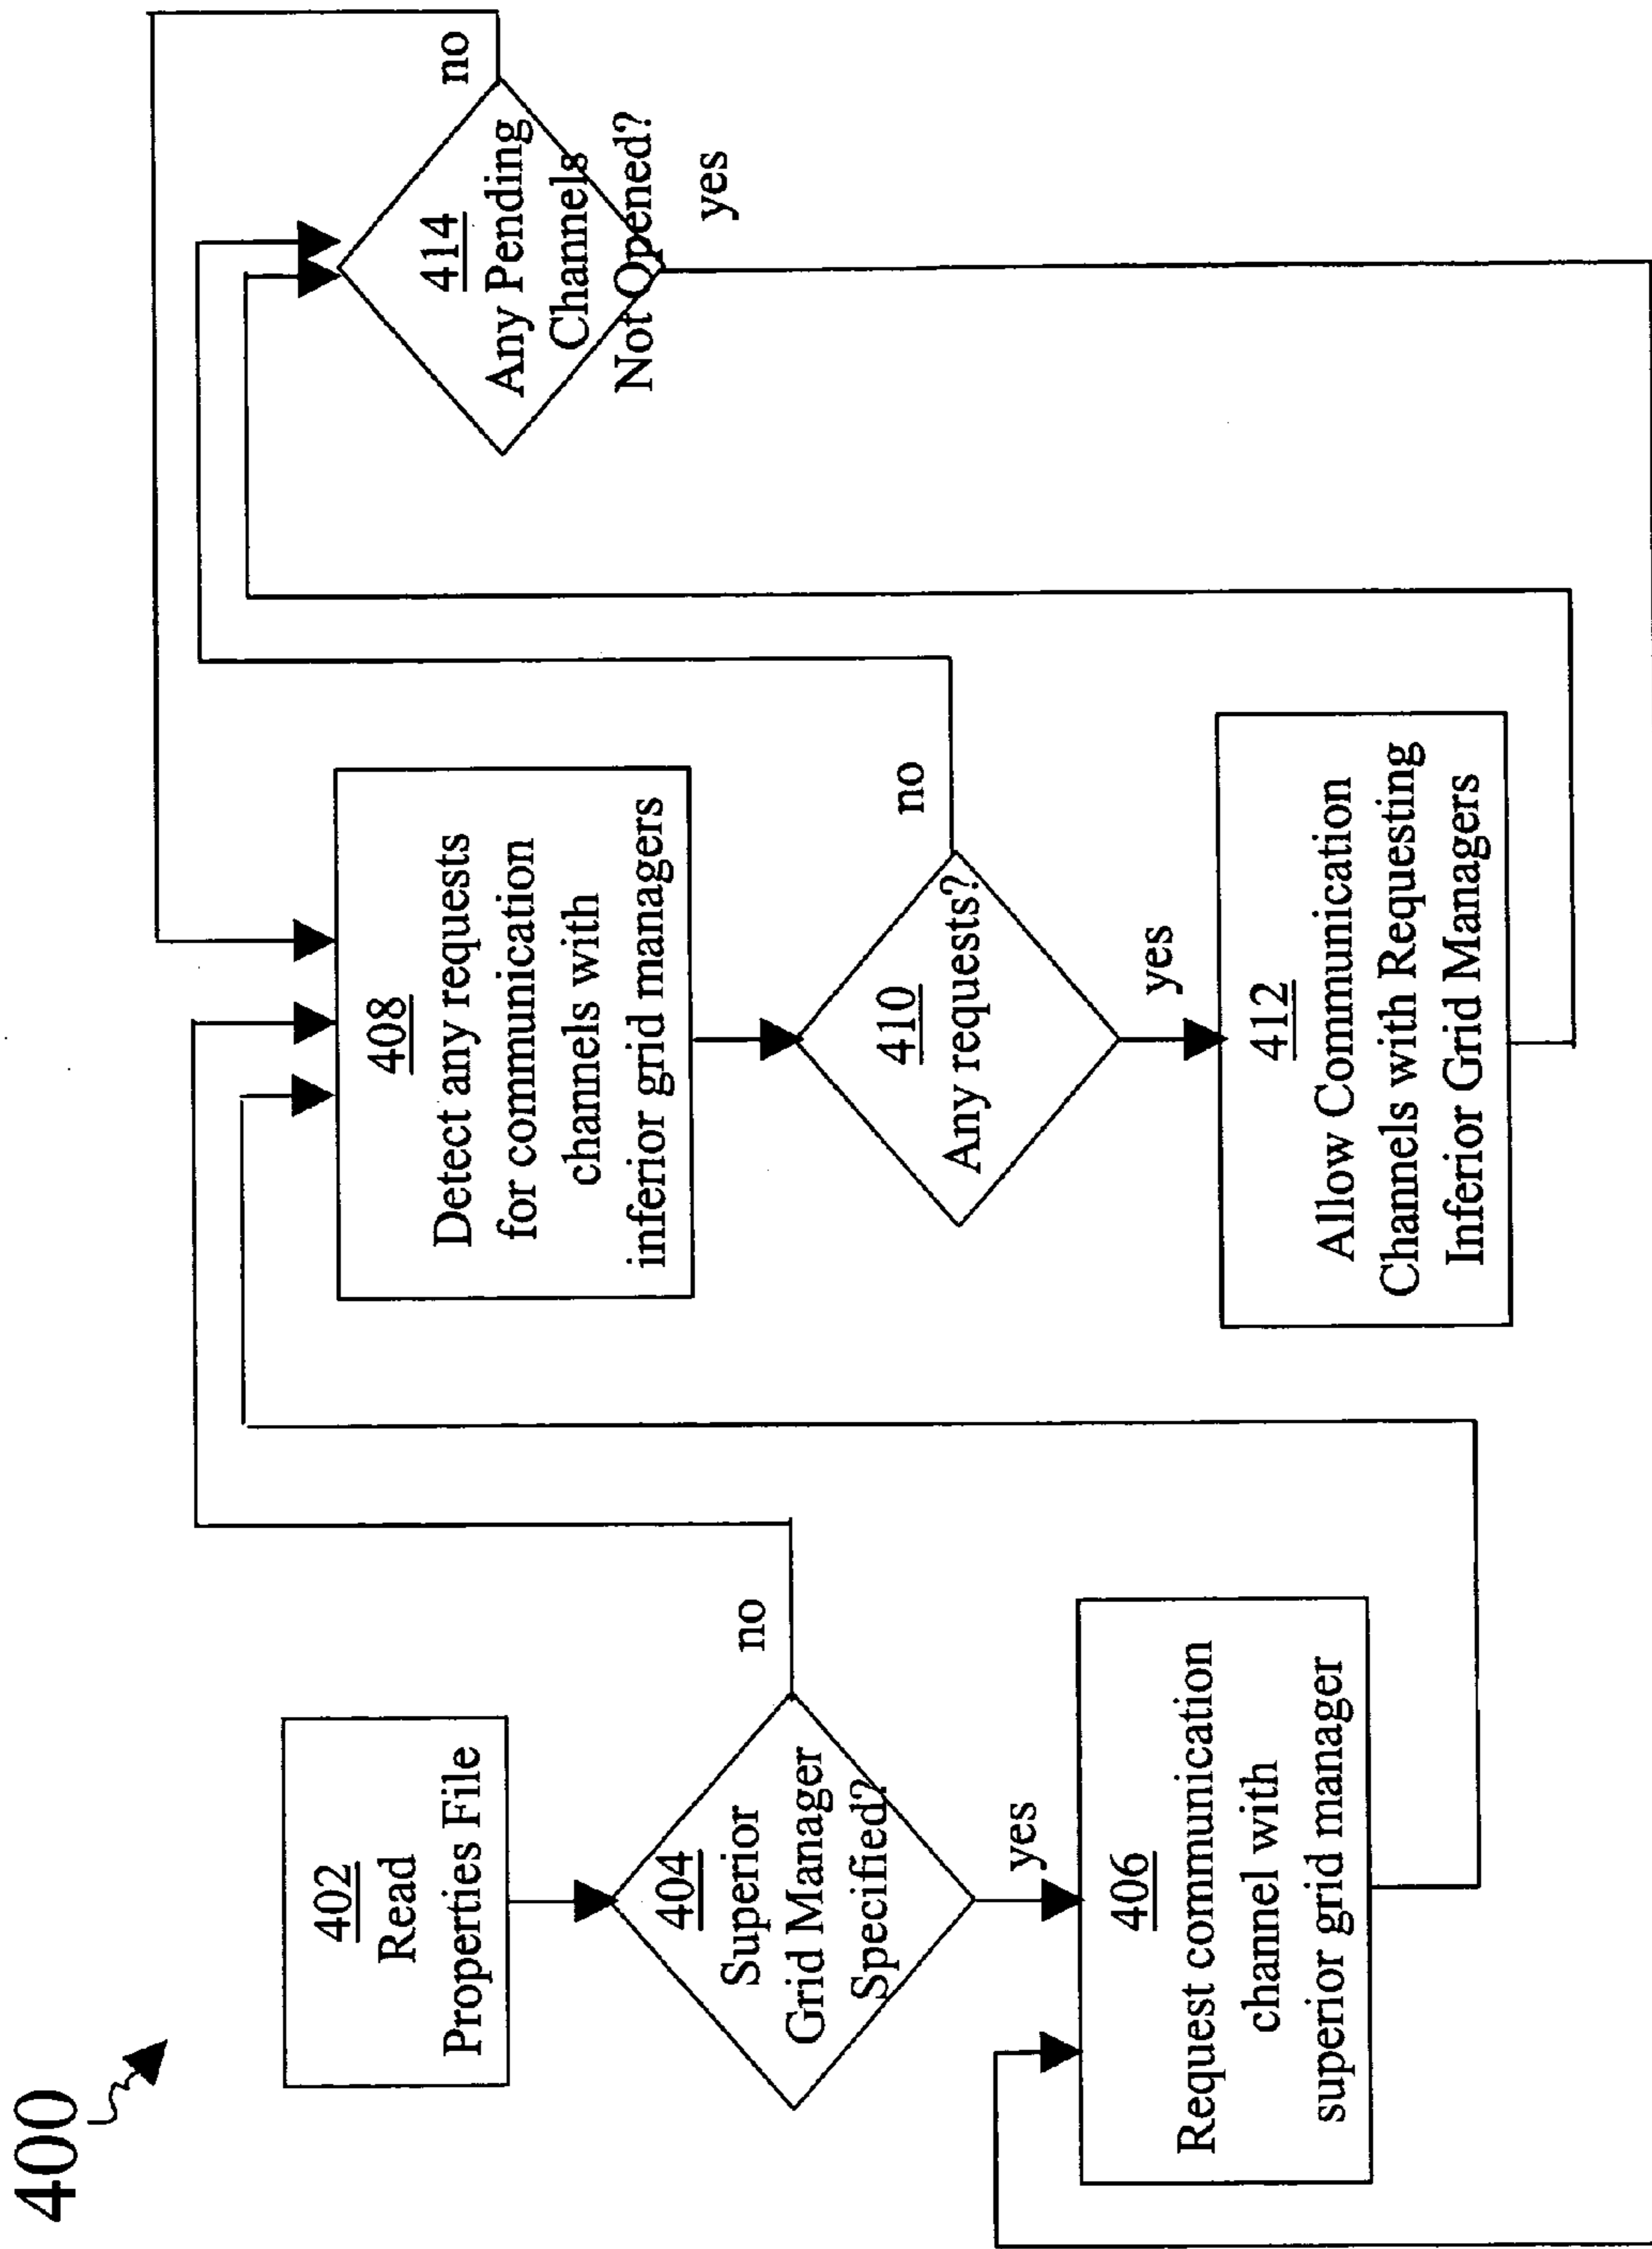 400
402
Read
Properties File
404
Superior
Grid Manager
Specified?
no
yes
406
Request communication
channel with
superior grid manager
408
Detect any requests
for communication
channels with
inferior grid managers
410
Any requests?
no
yes
412
Allow Communication
Channels with Requesting
Inferior Grid Managers
414
Any Pending
Channels
Not Opened?
no
yes